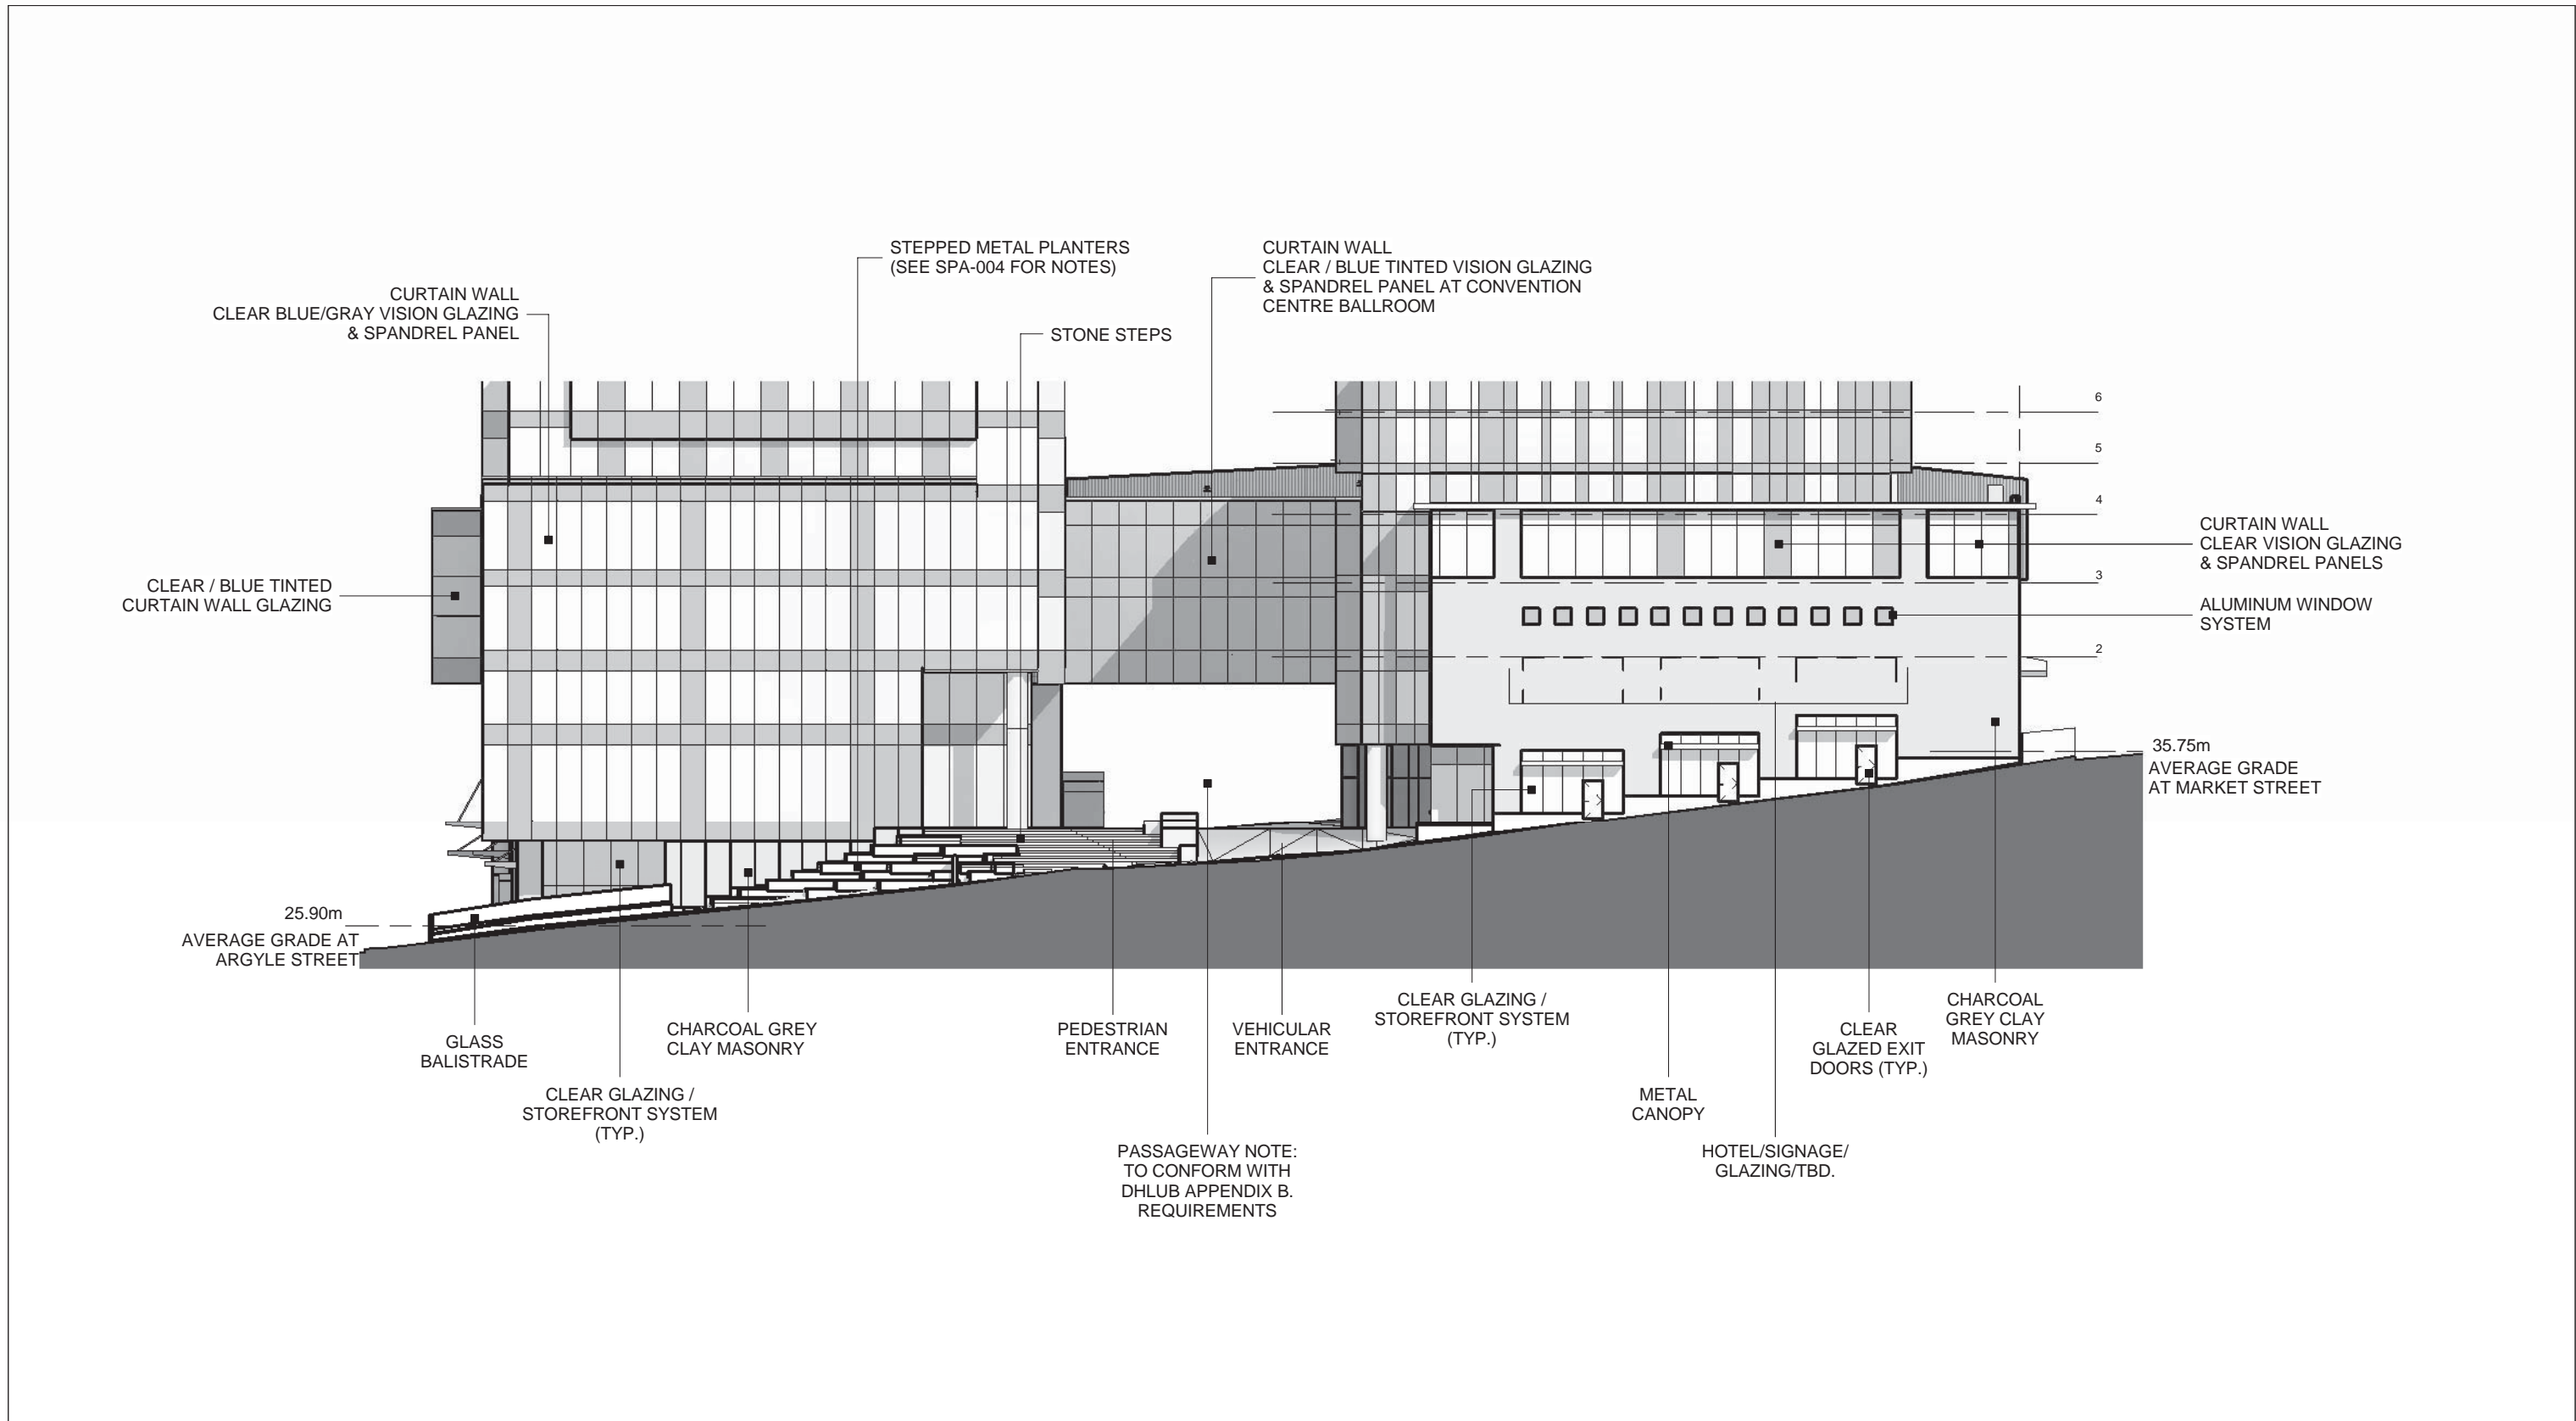 STEPPED METAL PLANTERS
(SEE SPA-004 FOR NOTES)
CURTAIN WALL
CLEAR / BLUE TINTED VISION GLAZING
& SPANDREL PANEL AT CONVENTION
CENTRE BALLROOM
CURTAIN WALL
CLEAR BLUE/GRAY VISION GLAZING
& SPANDREL PANEL
STONE STEPS
6
5
4
CURTAIN WALL
CLEAR VISION GLAZING
& SPANDREL PANELS
3
CLEAR / BLUE TINTED
CURTAIN WALL GLAZING
ALUMINUM WINDOW
SYSTEM
2
35.75m
AVERAGE GRADE
AT MARKET STREET
25.90m
AVERAGE GRADE AT
ARGYLE STREET
GLASS
BALISTRADE
CLEAR GLAZING /
STOREFRONT SYSTEM
(TYP.)
CHARCOAL GREY
CLAY MASONRY
PEDESTRIAN
ENTRANCE
PASSAGEWAY NOTE:
TO CONFORM WITH
DHLUB APPENDIX B.
REQUIREMENTS
VEHICULAR
ENTRANCE
CLEAR GLAZING /
STOREFRONT SYSTEM
(TYP.)
METAL
CANOPY
HOTEL/SIGNAGE/
GLAZING/TBD.
CLEAR
GLAZED EXIT
DOORS (TYP.)
CHARCOAL
GREY CLAY
MASONRY